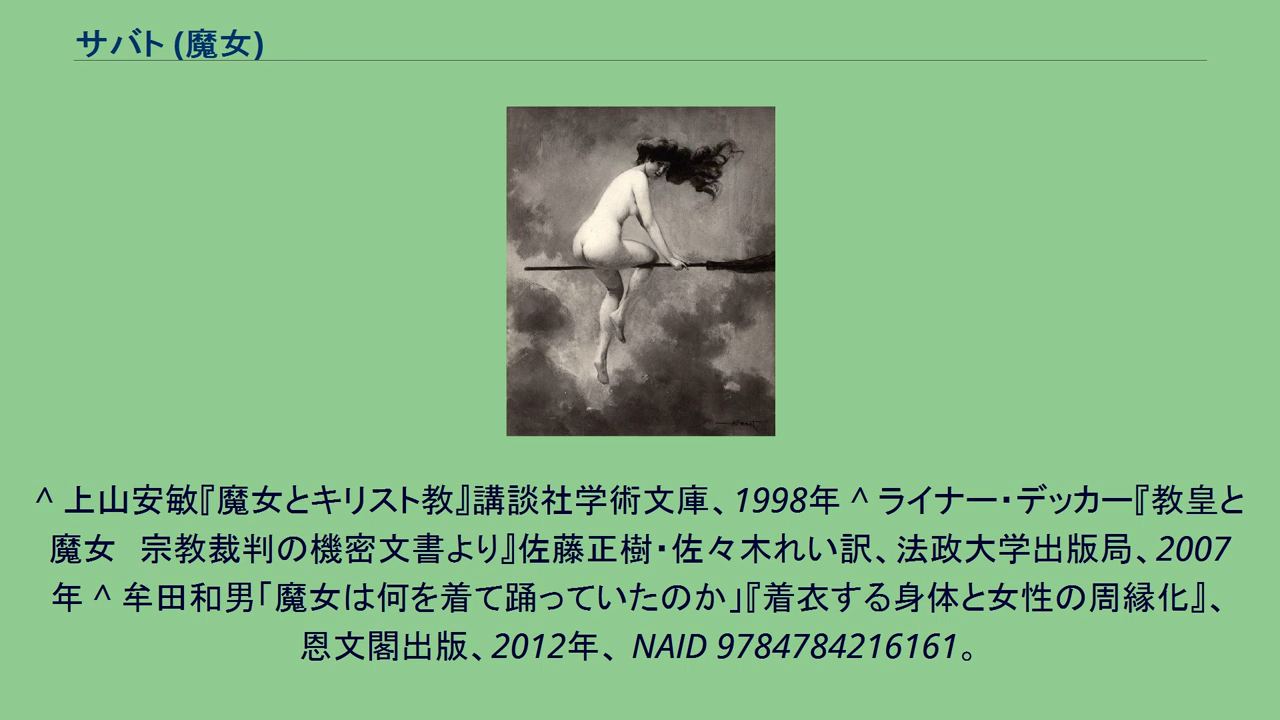 サバト (魔女)
^ 上山安敏『魔女とキリスト教』講談社学術文庫、1998年 ^ ライナー・デッカー『教皇と
魔女　宗教裁判の機密文書より』佐藤正樹・佐々木れい訳、法政大学出版局、2007
年 ^ 牟田和男「魔女は何を着て踊っていたのか」『着衣する身体と女性の周縁化』、
恩文閣出版、2012年、 NAID 9784784216161。